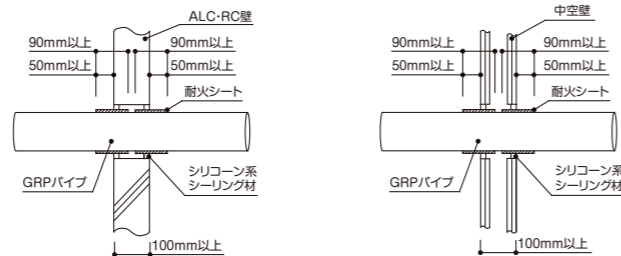 ALC・RC壁
90mm以上
90mm以上
50mm以上
50mm以上
耐火シート
GRPパイプ
シリコーン系
シーリング材
100mm以上
中空壁
90mm以上
90mm以上
50mm以上
50mm以上
耐火シート
GRPパイプ
シリコーン系
シーリング材
100mm以上